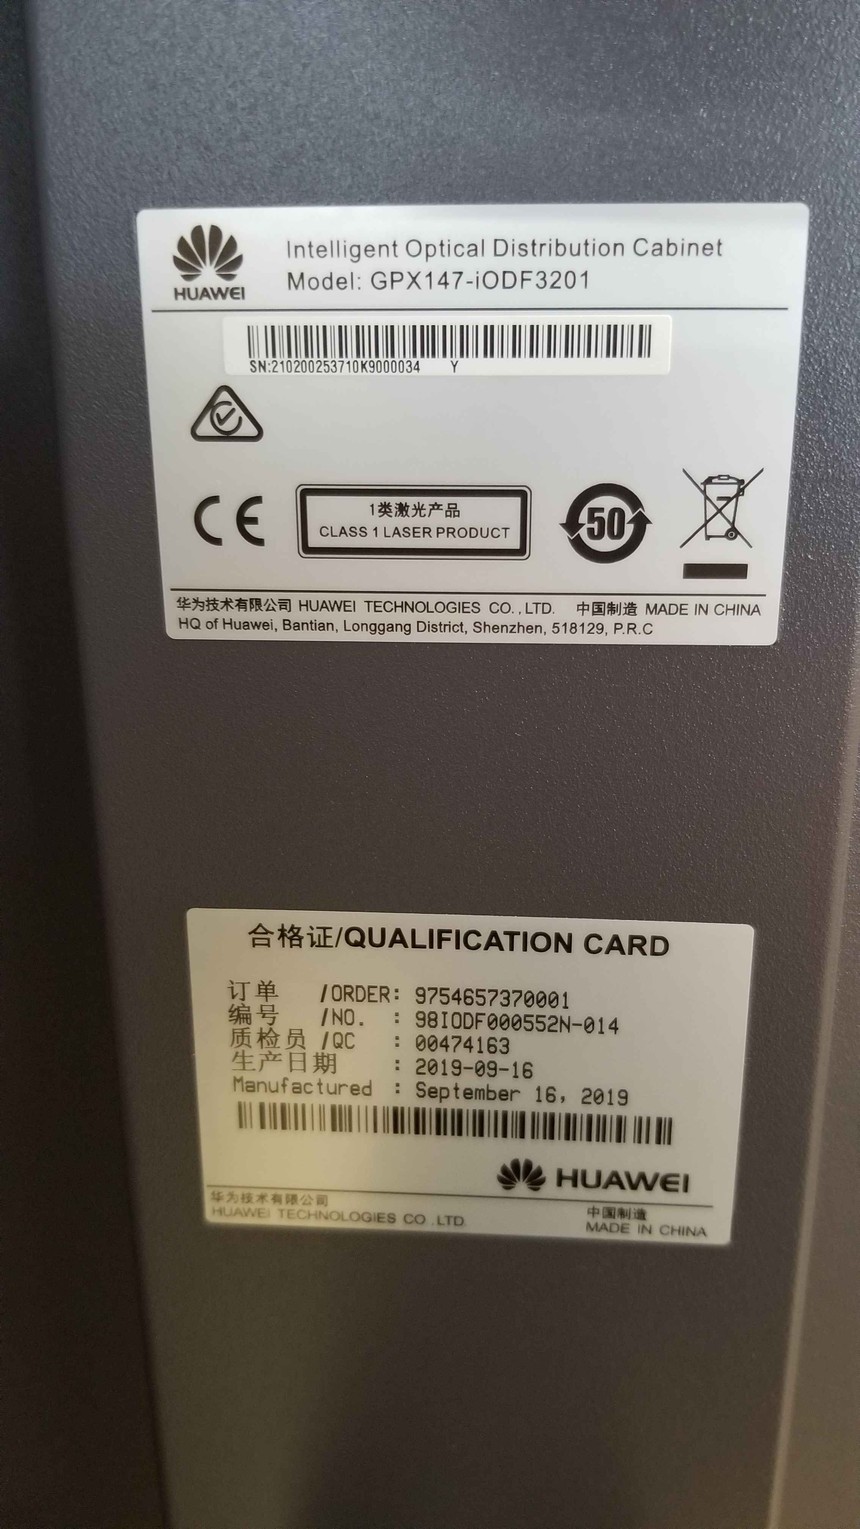 Intelligent Optical Distribution Cabinet
HUAWEI Model: GPX147-iODF3201
SN:210200253710K9000034 Y
CE
1类激光产品
CLASS 1 LASER PRODUCT
50
华为技术有限公司 HUAWEI TECHNOLOGIES CO.,LTD. 中国制造 MADE IN CHINA
HQ of Huawei, Bantian, Longgang District, Shenzhen, 518129, P.R.C
合格证/QUALIFICATION CARD
订单 /ORDER: 9754657370001
编号 /NO. : 98IODF000552N-014
质检员 /QC : 00474163
生产日期 : 2019-09-16
Manufactured : September 16, 2019
HUAWEI
华为技术有限公司 中国制造
HUAWEI TECHNOLOGIES CO.,LTD. MADE IN CHINA